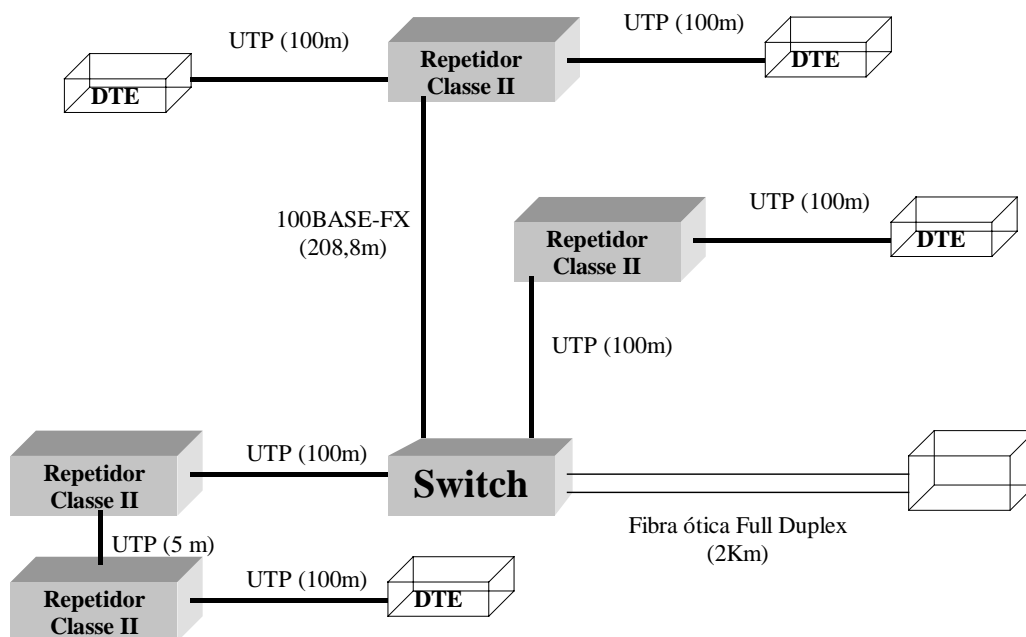 UTP (100m)
UTP (100m)
Repetidor
Classe II
DTE
DTE
100BASE-FX
(208,8m)
UTP (100m)
Repetidor
Classe II
DTE
UTP (100m)
UTP (100m)
Repetidor
Classe II
Switch
Fibra ótica Full Duplex
(2Km)
UTP (5 m)
UTP (100m)
Repetidor
Classe II
DTE